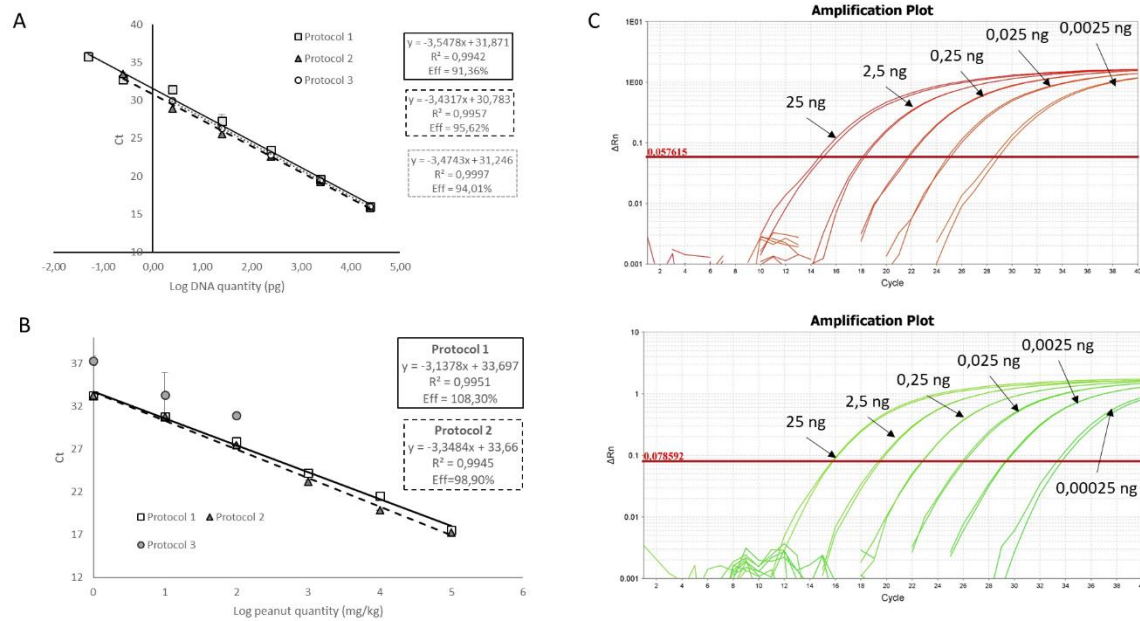 A
40
35
30
25
20
15
10
Ct
-2,00 -1,00 0,00 1,00 2,00 3,00 4,00 5,00
Log DNA quantity (pg)
Protocol 1
Protocol 2
Protocol 3
y = -3,5478x + 31,871
R² = 0,9942
Eff = 91,36%
y = -3,4317x + 30,783
R² = 0,9957
Eff = 95,62%
y = -3,4743x + 31,246
R² = 0,9997
Eff = 94,01%
B
37
32
27
22
17
12
Ct
0 1 2 3 4 5 6
Log peanut quantity (mg/kg)
Protocol 1 Protocol 2
Protocol 3
Protocol 1
y = -3,1378x + 33,697
R² = 0,9951
Eff = 108,30%
Protocol 2
y = -3,3484x + 33,66
R² = 0,9945
Eff=98,90%
C
Amplification Plot
1E01
1E00
0.1
0.01
0.001
ΔRn
0.057615
25 ng
2,5 ng
0,25 ng
0,025 ng
0,0025 ng
2 4 6 8 10 12 14 16 18 20 22 24 26 28 30 32 34 36 38 40
Cycle
Amplification Plot
10
1
0.1
0.01
0.001
ΔRn
0.078592
25 ng
2,5 ng
0,25 ng
0,025 ng
0,0025 ng
0,00025 ng
2 4 6 8 10 12 14 16 18 20 22 24 26 28 30 32 34 36 38 40
Cycle